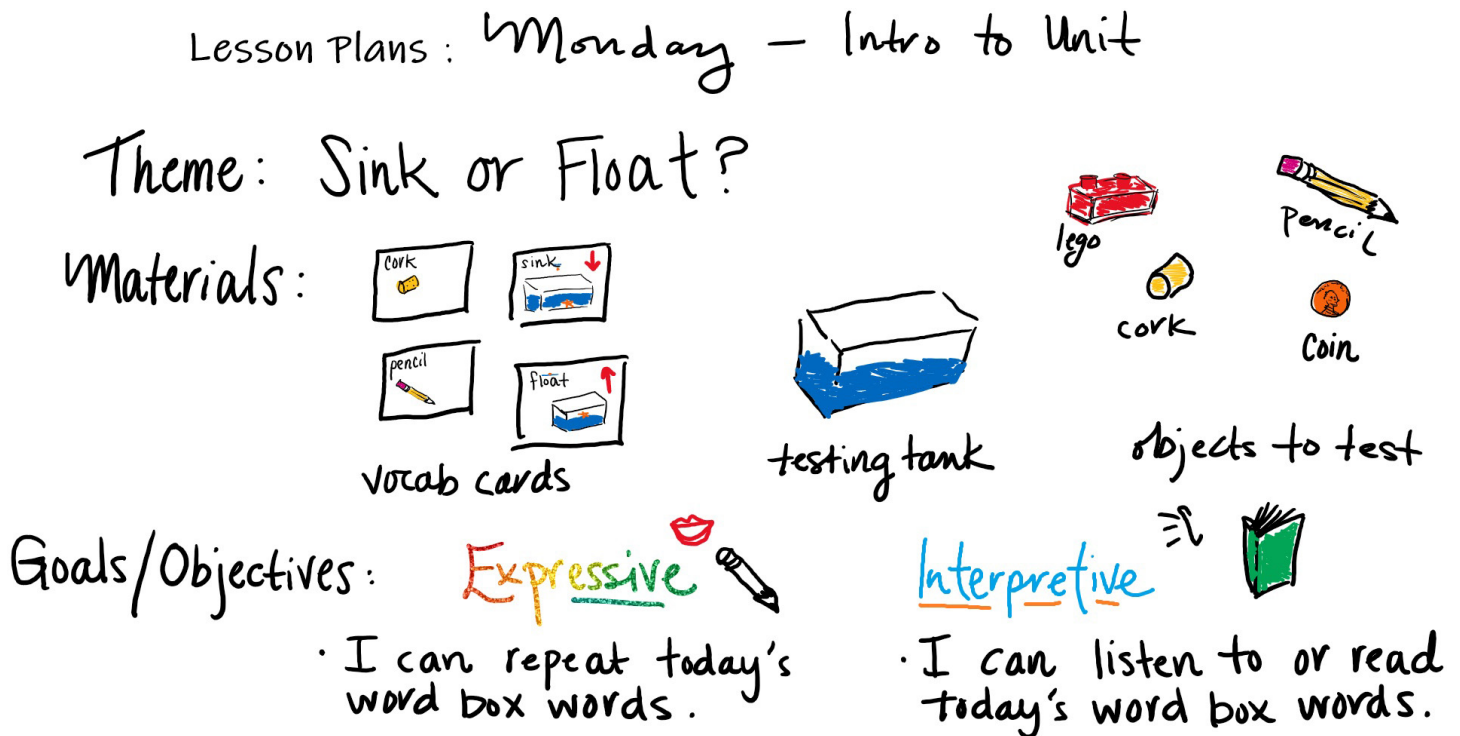 Lesson Plans: Monday - Intro to Unit
Theme: Sink or Float?
Materials:
cork
sink
pencil
float
vocab cards
testing tank
lego
pencil
cork
coin
objects to test
Goals/Objectives:
Expressive
· I can repeat today's
word box words.
Interpretive
· I can listen to or read
today's word box words.